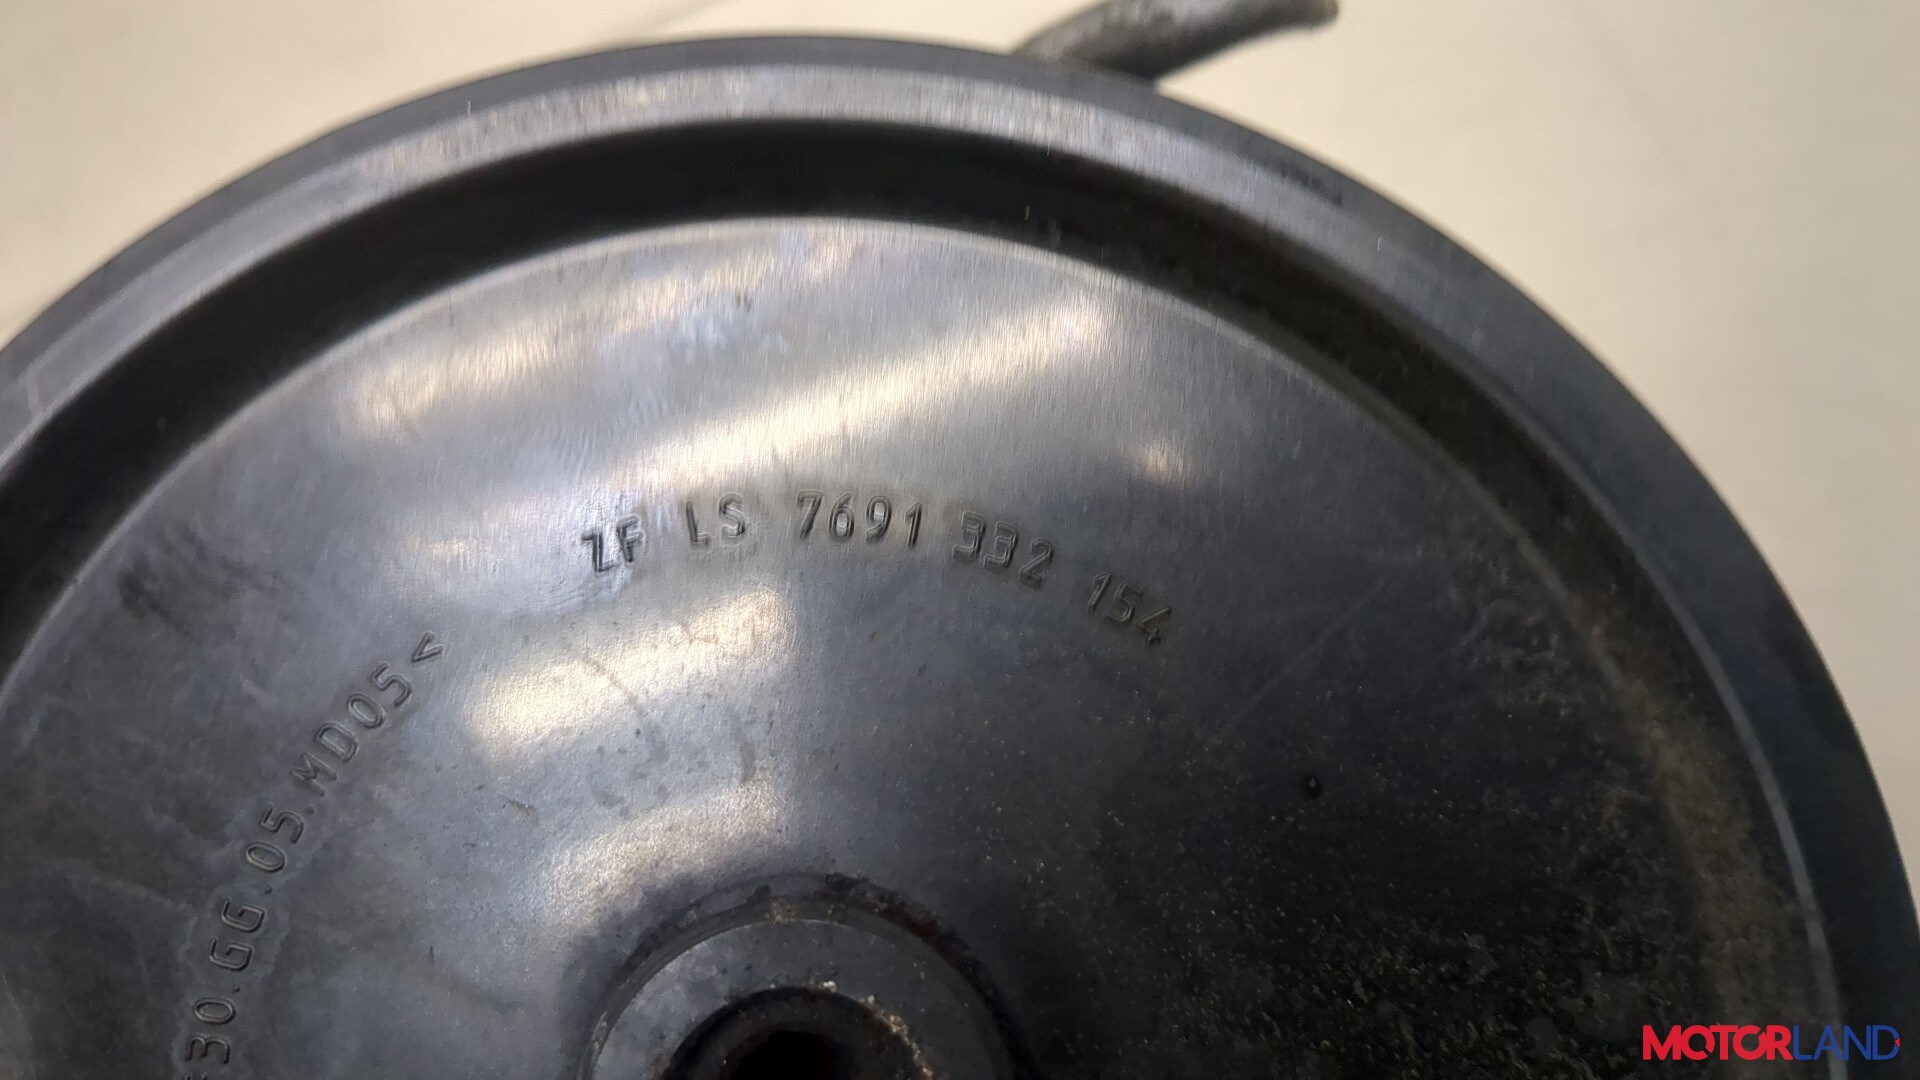 ZF LS 7691 332 154
30.GG.05.MD05<
MOTORLAND